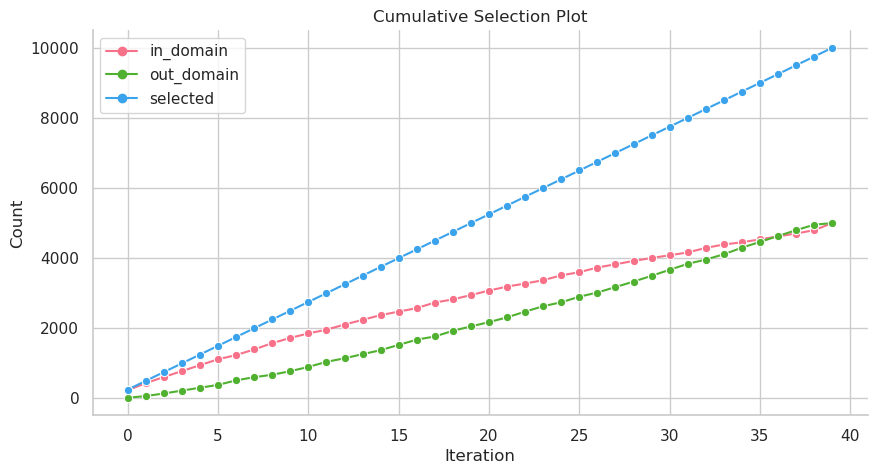 Cumulative Selection Plot
in_domain
out_domain
selected
10000
8000
6000
4000
2000
0
Count
0 5 10 15 20 25 30 35 40
Iteration